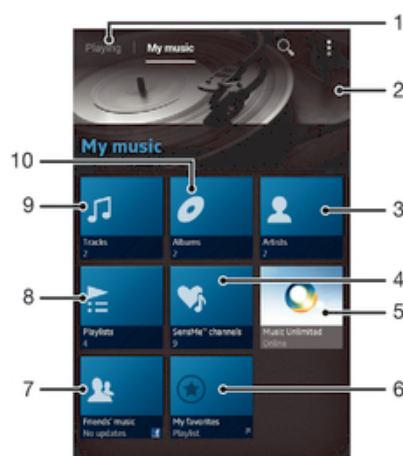 1
Playing | My music
2
My music
10
9
Tracks
2
Albums
2
Artists
2
3
4
8
Playlists
4
SensMe™ channels
9
Music Unlimited
Online
5
7
Friends' music
No updates
f
My favorites
Playlist
6